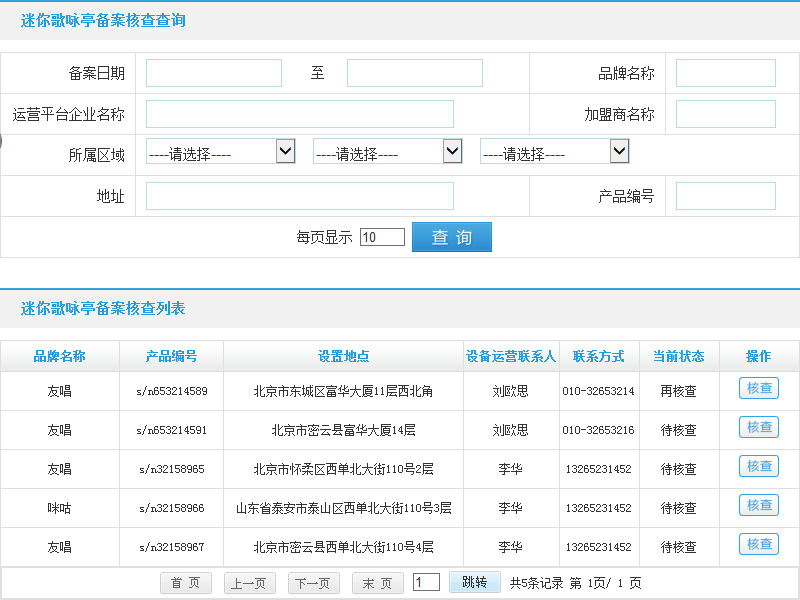 迷你歌咏亭备案核查查询
备案日期 至 品牌名称
运营平台企业名称 加盟商名称
所属区域 ----请选择---- ----请选择---- ----请选择----
地址 产品编号
每页显示 10 查 询
迷你歌咏亭备案核查列表
品牌名称 产品编号 设置地点 设备运营联系人 联系方式 当前状态 操作
友唱 s/n653214589 北京市东城区富华大厦11层西北角 刘欧思 010-32653214 再核查 核查
友唱 s/n653214591 北京市密云县富华大厦14层 刘欧思 010-32653216 待核查 核查
友唱 s/n32158965 北京市怀柔区西单北大街110号2层 李华 13265231452 待核查 核查
咪咕 s/n32158966 山东省泰安市泰山区西单北大街110号3层 李华 13265231452 待核查 核查
友唱 s/n32158967 北京市密云县西单北大街110号4层 李华 13265231452 待核查 核查
首 页 上一页 下一页 末 页 1 跳转 共5条记录 第 1页/ 1 页